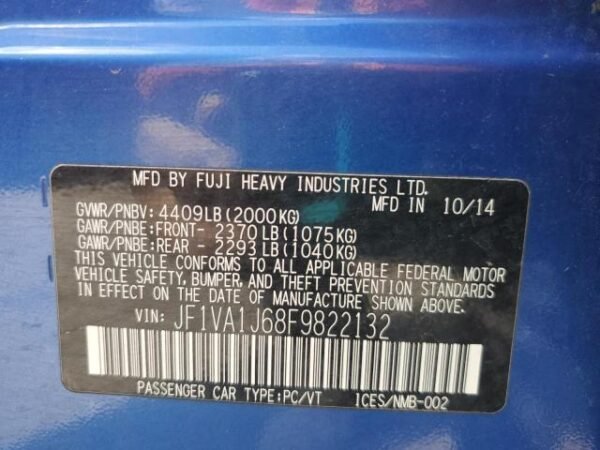 MFD BY FUJI HEAVY INDUSTRIES LTD.
MFD IN 10/14
GVWR/PNBV: 4409LB(2000KG)
GAWR/PNBE:FRONT- 2370 LB(1075KG)
GAWR/PNBE:REAR - 2293 LB(1040KG)
THIS VEHICLE CONFORMS TO ALL APPLICABLE FEDERAL MOTOR
VEHICLE SAFETY, BUMPER, AND THEFT PREVENTION STANDARDS
IN EFFECT ON THE DATE OF MANUFACTURE SHOWN ABOVE.
VIN: JF1VA1J68F9822132
PASSENGER CAR TYPE:PC/VT 1CES/NMB-002